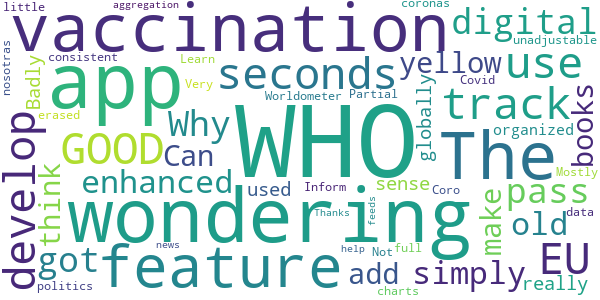 little
aggregation
coronas
vaccination
digital
unadjustable
nosotras
consistent
Learn
seconds
yellow
use
Badly
app
Very
Covid
Worldometer
Partial
erased
WHO
track
books
develop
Why
globally
organized
GOOD
Can
The
think
enhanced
used
Inform
sense
Coro
make
pass
Mostly
wondering
Thanks
feeds
old
data
got
feature
news
help
Not
full
add
simply
EU
really
politics
charts